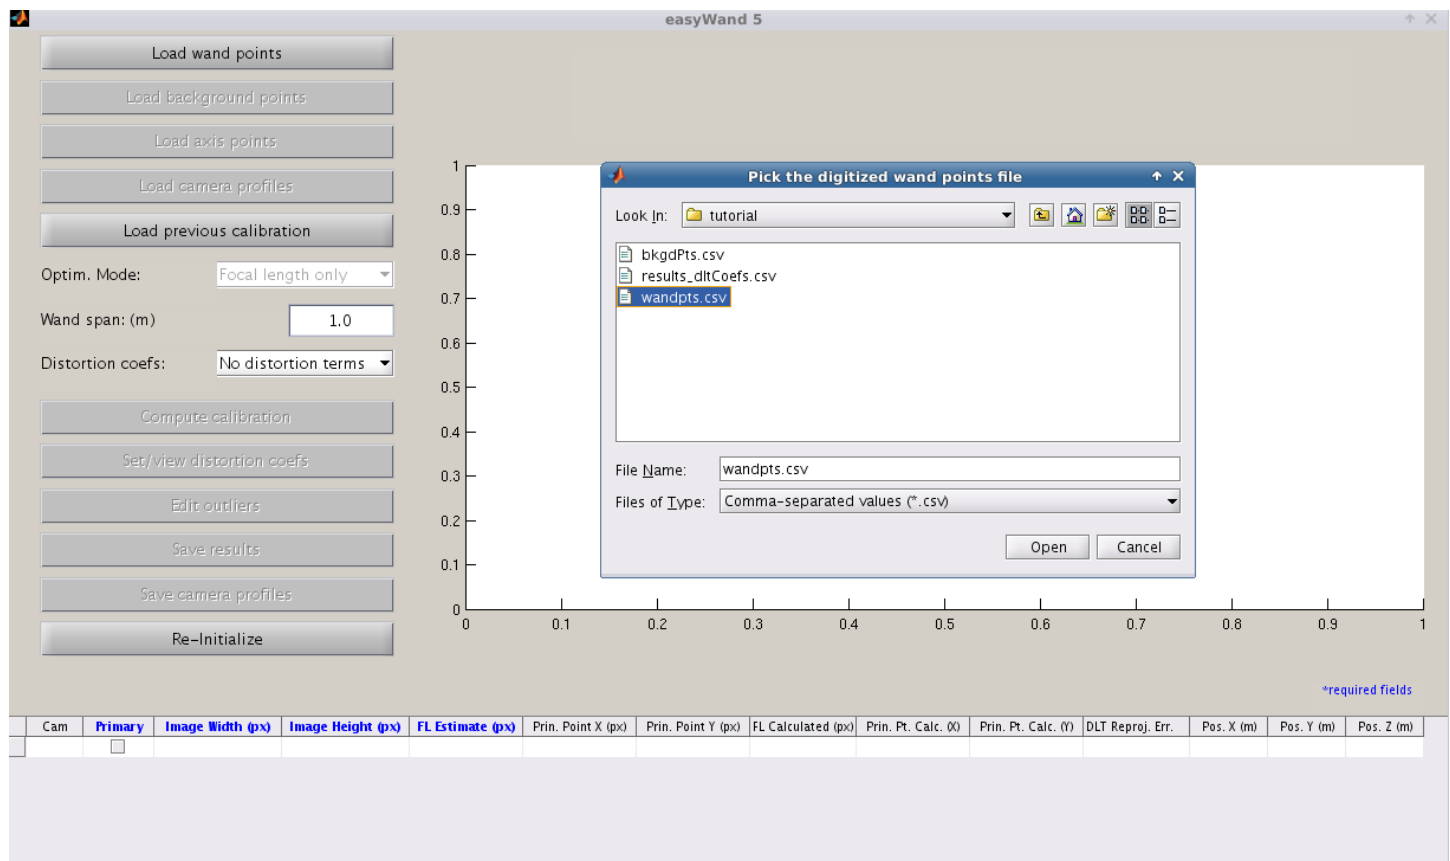 easyWand 5
Load wand points
Load background points
Load axis points
Load camera profiles
Load previous calibration
Optim. Mode: Focal length only
Wand span: (m) 1.0
Distortion coefs: No distortion terms
Compute calibration
Set/view distortion coefs
Edit outliers
Save results
Save camera profiles
Re-Initialize
1
0.9
0.8
0.7
0.6
0.5
0.4
0.3
0.2
0.1
0
0 0.1 0.2 0.3 0.4 0.5 0.6 0.7 0.8 0.9 1
Pick the digitized wand points file
Look In: tutorial
bkgdPts.csv
results_dltCoefs.csv
wandpts.csv
File Name: wandpts.csv
Files of Type: Comma-separated values (*.csv)
Open Cancel
*required fields
Cam Primary Image Width (px) Image Height (px) FL Estimate (px) Prin. Point X (px) Prin. Point Y (px) FL Calculated (px) Prin. Pt. Calc. (X) Prin. Pt. Calc. (Y) DLT Reproj. Err. Pos. X (m) Pos. Y (m) Pos. Z (m)